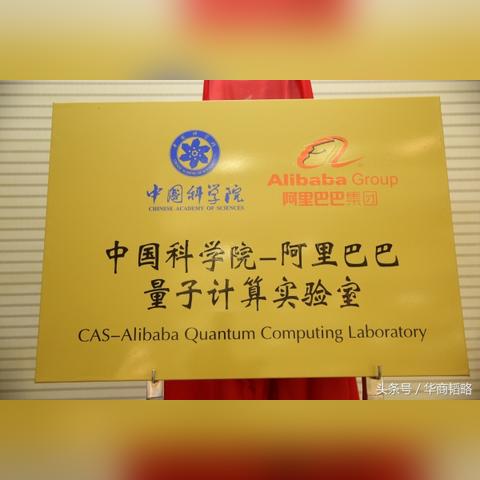 中国科学院
CHINESE ACADEMY OF SCIENCES
Alibaba Group
阿里巴巴集团
中国科学院-阿里巴巴
量子计算实验室
CAS-Alibaba Quantum Computing Laboratory
头条号 / 华商韬略